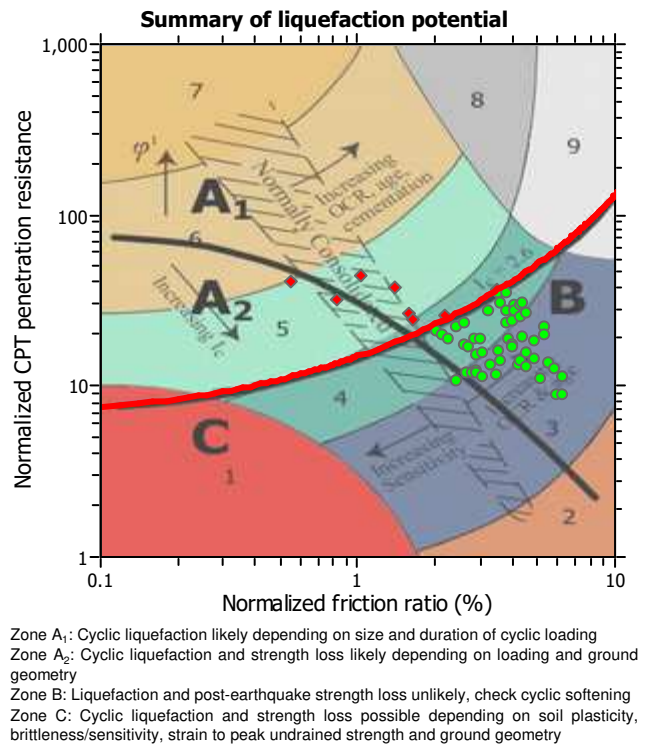 Summary of liquefaction potential
1,000
100
10
1
Normalized CPT penetration resistance
7
8
9
φ'
A1
Normally Consolidated
Increasing
OCR, age,
cementation
6
A2
Increasing Ic
5
Ic = 2.6
B
4
C
1
Increasing
Sensitivity
3
2
0.1
1
10
Normalized friction ratio (%)
Zone A1: Cyclic liquefaction likely depending on size and duration of cyclic loading
Zone A2: Cyclic liquefaction and strength loss likely depending on loading and ground
geometry
Zone B: Liquefaction and post-earthquake strength loss unlikely, check cyclic softening
Zone C: Cyclic liquefaction and strength loss possible depending on soil plasticity,
brittleness/sensitivity, strain to peak undrained strength and ground geometry